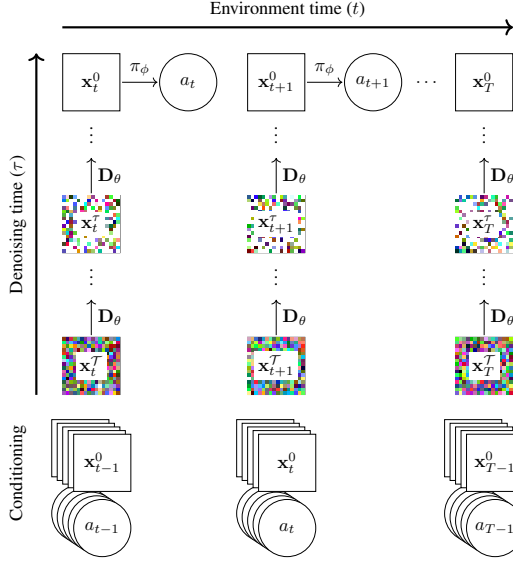 Environment time (t)
Denoising time (τ)
x_t^0 π_ϕ a_t x_{t+1}^0 π_ϕ a_{t+1} ··· x_T^0
⋮ ⋮ ⋮
D_θ D_θ D_θ
x_t^τ x_{t+1}^τ x_T^τ
⋮ ⋮ ⋮
D_θ D_θ D_θ
x_t^𝒯 x_{t+1}^𝒯 x_T^𝒯
Conditioning
x_{t−1}^0 x_t^0 x_{T−1}^0
a_{t−1} a_t a_{T−1}